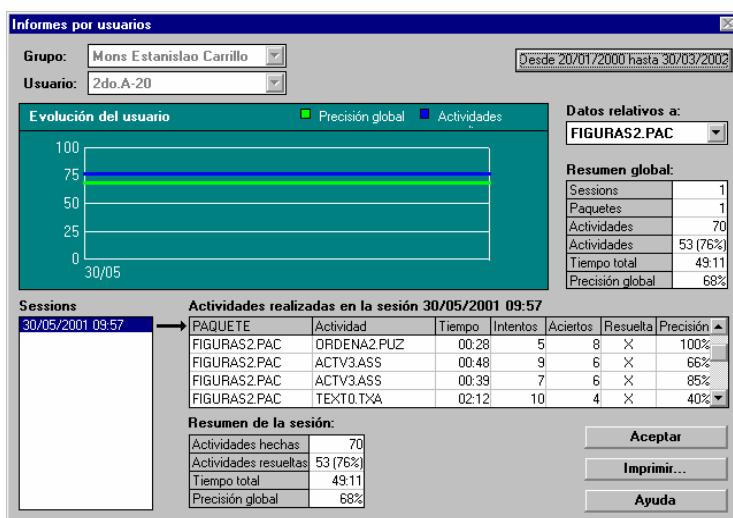 Informes por usuarios
Grupo: Mons Estanislao Carrillo
Desde 20/01/2000 hasta 30/03/2002
Usuario: 2do.A-20
Evolución del usuario Precisión global Actividades
100
75
50
25
0
30/05
Datos relativos a:
FIGURAS2.PAC
Resumen global:
Sessions 1
Paquetes 1
Actividades 70
Actividades 53 (76%)
Tiempo total 49:11
Precisión global 68%
Sessions
30/05/2001 09:57
Actividades realizadas en la sesión 30/05/2001 09:57
PAQUETE Actividad Tiempo Intentos Aciertos Resuelta Precisión
FIGURAS2.PAC ORDENA2.PUZ 00:28 5 8 X 100%
FIGURAS2.PAC ACTV3.ASS 00:48 9 6 X 66%
FIGURAS2.PAC ACTV3.ASS 00:39 7 6 X 85%
FIGURAS2.PAC TEXT0.TXA 02:12 10 4 X 40%
Resumen de la sesión:
Actividades hechas 70
Actividades resueltas 53 (76%)
Tiempo total 49:11
Precisión global 68%
Aceptar
Imprimir...
Ayuda